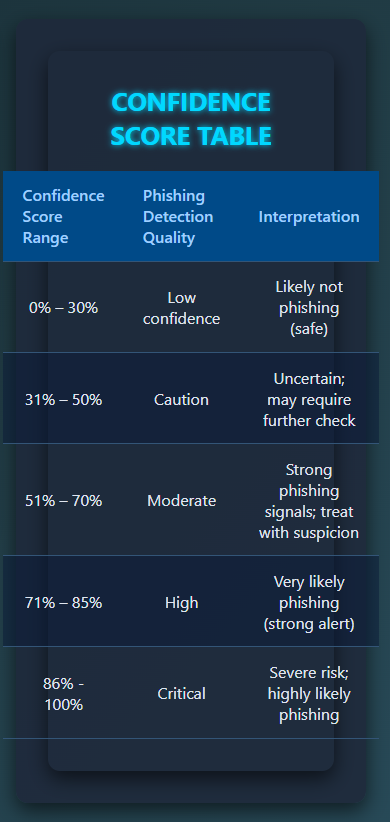 CONFIDENCE
SCORE TABLE
Confidence
Score
Range
Phishing
Detection
Quality
Interpretation
0% – 30%
Low
confidence
Likely not
phishing
(safe)
31% – 50%
Caution
Uncertain;
may require
further check
51% – 70%
Moderate
Strong
phishing
signals; treat
with suspicion
71% – 85%
High
Very likely
phishing
(strong alert)
86% -
100%
Critical
Severe risk;
highly likely
phishing